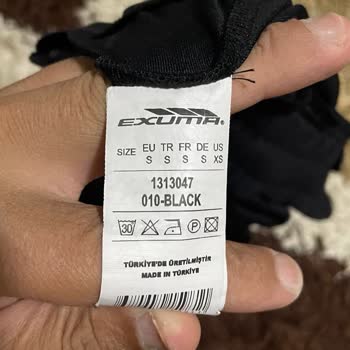 EXUMA®
SIZE EU TR FR DE US
S S S S XS
1313047
010-BLACK
30 P
TÜRKİYE'DE ÜRETİLMİŞTİR
MADE IN TÜRKİYE